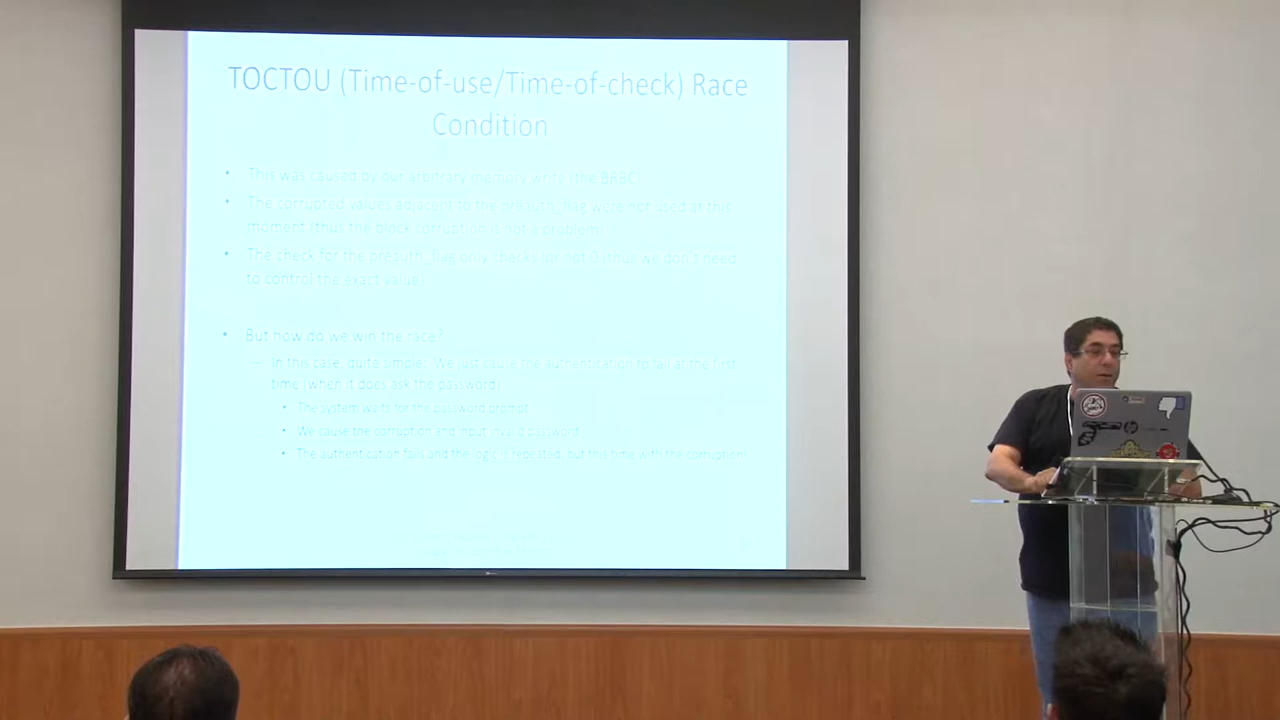 TOCTOU (Time-of-use/Time-of-check) Race
Condition
• This was caused by our arbitrary memory write (the BRBC)
• The corrupted values adjacent to the preauth_flag were not used at this
moment (thus the block corruption is not a problem)
• The check for the preauth_flag only checks for not 0 (thus we don't need
to control the exact value)
• But how do we win the race?
– In this case, quite simple: We just cause the authentication to fail at the first
time (when it does ask the password)
• The system waits for the password prompt
• We cause the corruption and input invalid password
• The authentication fails and the logic is repeated, but this time with the corruption!
hp